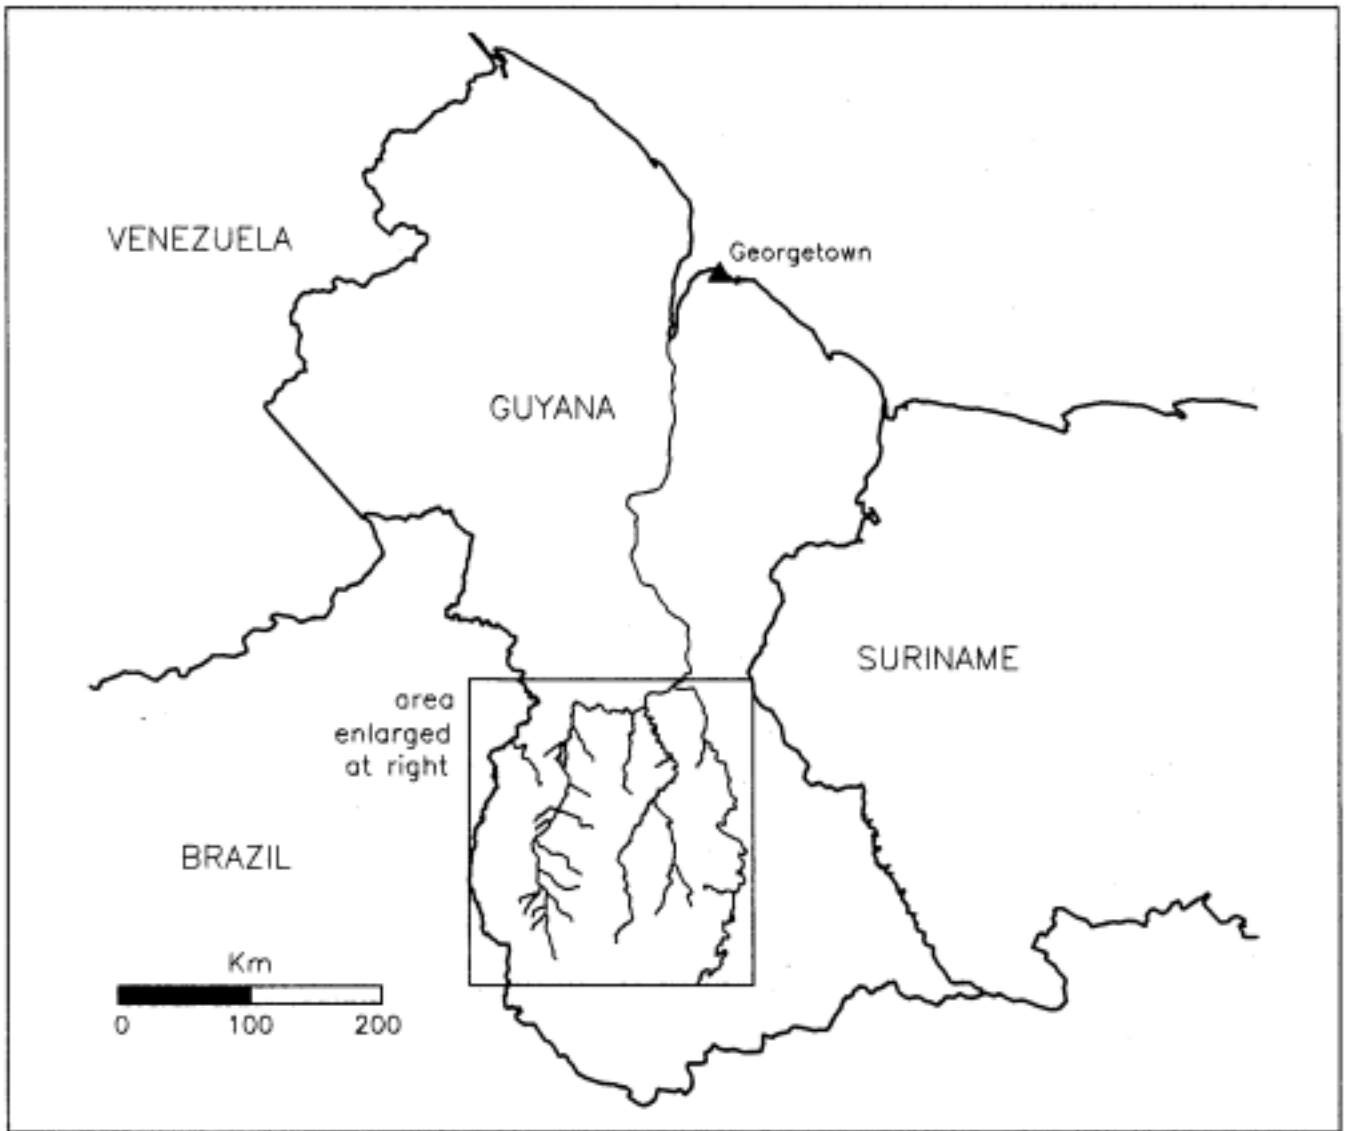 VENEZUELA
Georgetown
GUYANA
SURINAME
area
enlarged
at right
BRAZIL
Km
0 100 200